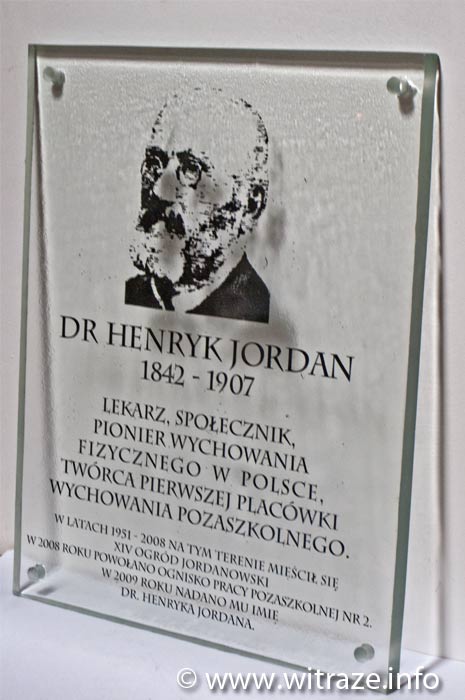 DR HENRYK JORDAN
1842 - 1907
LEKARZ, SPOŁECZNIK,
PIONIER WYCHOWANIA
FIZYCZNEGO W POLSCE,
TWÓRCA PIERWSZEJ PLACÓWKI
WYCHOWANIA POZASZKOLNEGO.
W LATACH 1951 - 2008 NA TYM TERENIE MIEŚCIŁ SIĘ
XIV OGRÓD JORDANOWSKI
W 2008 ROKU POWOŁANO OGNISKO PRACY POZASZKOLNEJ NR 2.
W 2009 ROKU NADANO MU IMIĘ
DR. HENRYKA JORDANA.
© www.witraze.info